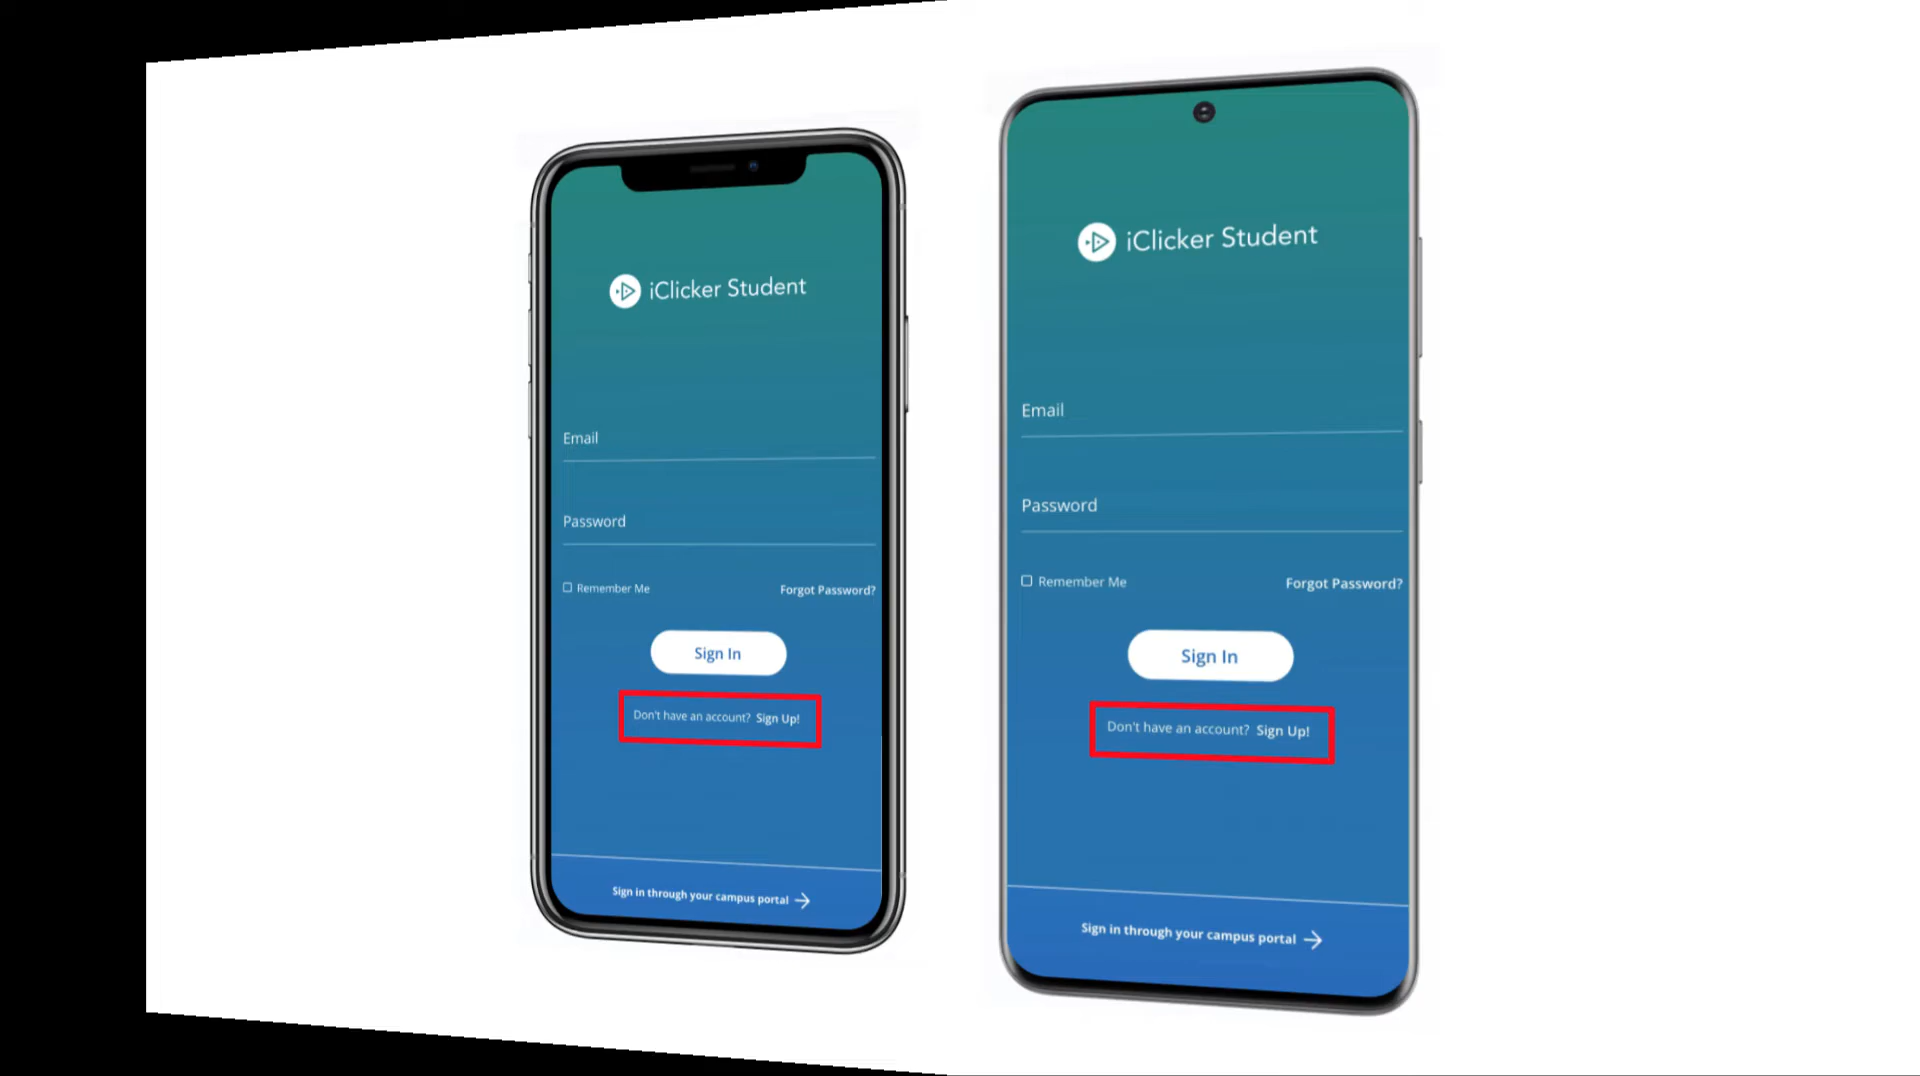 iClicker Student
Email
Password
Remember Me
Forgot Password?
Sign In
Don't have an account? Sign Up!
Sign in through your campus portal
iClicker Student
Email
Password
Remember Me
Forgot Password?
Sign In
Don't have an account? Sign Up!
Sign in through your campus portal